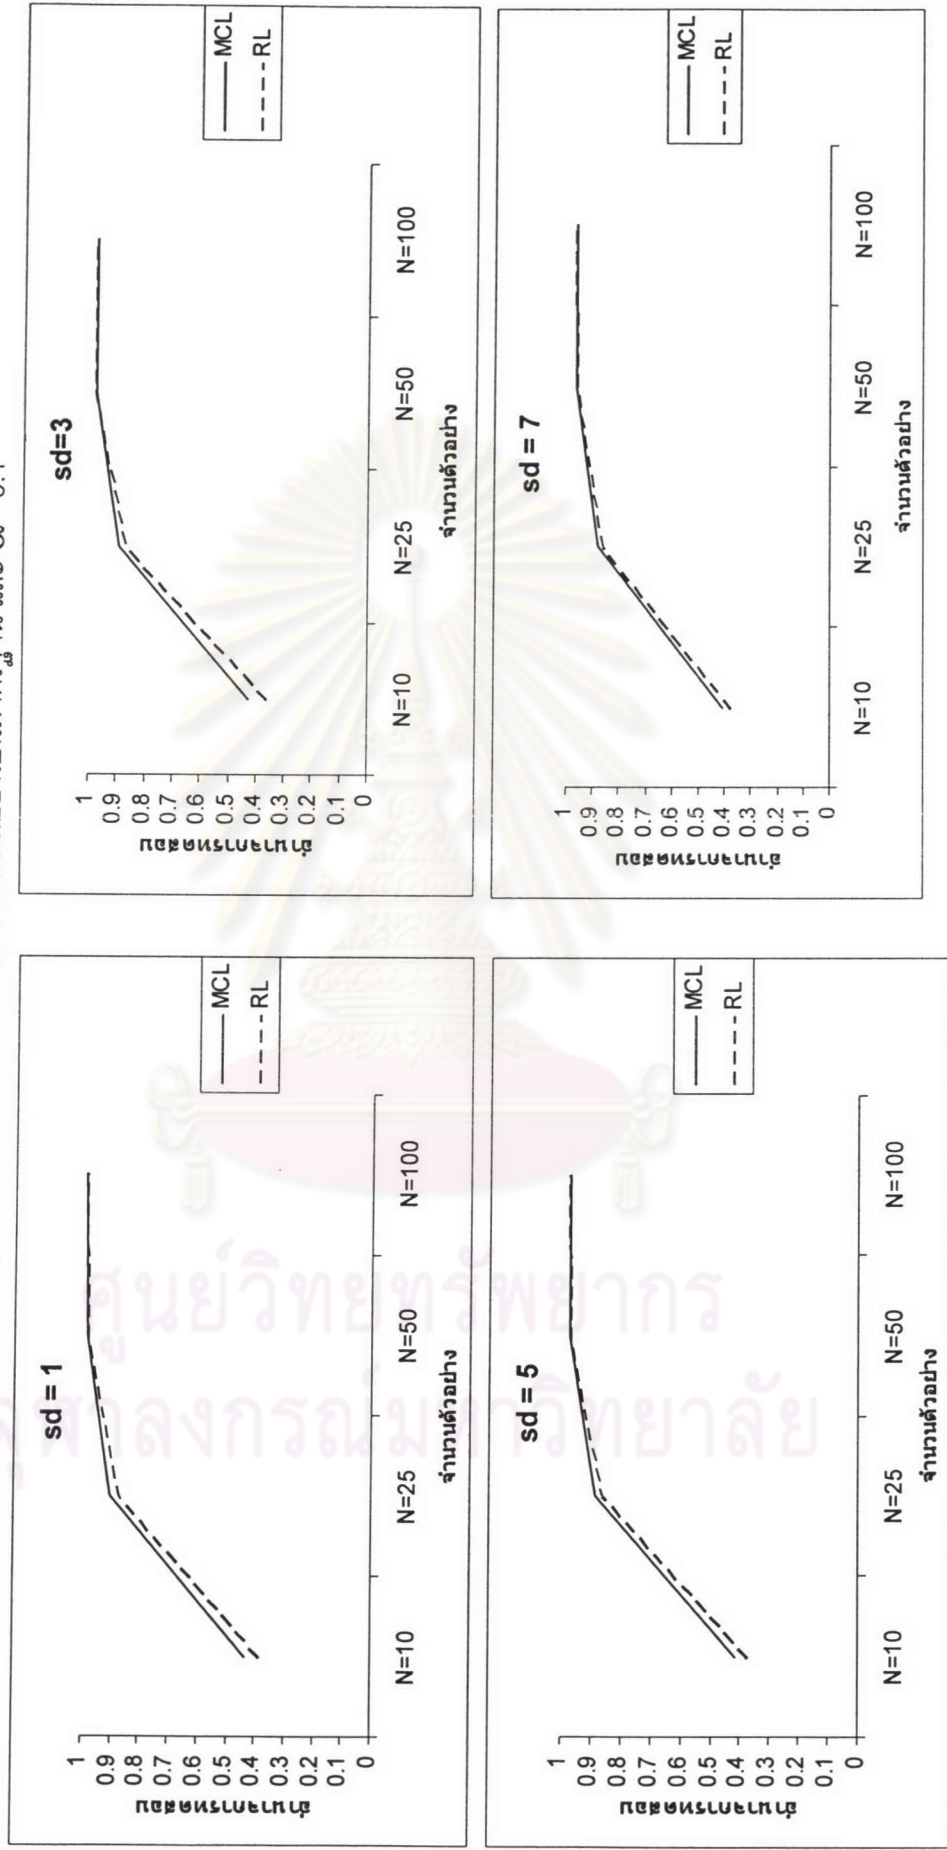 sd = 1
อำนาจการทดสอบ
1
0.9
0.8
0.7
0.6
0.5
0.4
0.3
0.2
0.1
0
N=10
N=25
N=50
N=100
จำนวนตัวอย่าง
MCL
RL
sd=3
อำนาจการทดสอบ
1
0.9
0.8
0.7
0.6
0.5
0.4
0.3
0.2
0.1
0
N=10
N=25
N=50
N=100
จำนวนตัวอย่าง
MCL
RL
sd = 5
อำนาจการทดสอบ
1
0.9
0.8
0.7
0.6
0.5
0.4
0.3
0.2
0.1
0
N=10
N=25
N=50
N=100
จำนวนตัวอย่าง
MCL
RL
sd = 7
อำนาจการทดสอบ
1
0.9
0.8
0.7
0.6
0.5
0.4
0.3
0.2
0.1
0
N=10
N=25
N=50
N=100
จำนวนตัวอย่าง
MCL
RL
ศูนย์วิทยทรัพยากร
จุฬาลงกรณ์มหาวิทยาลัย